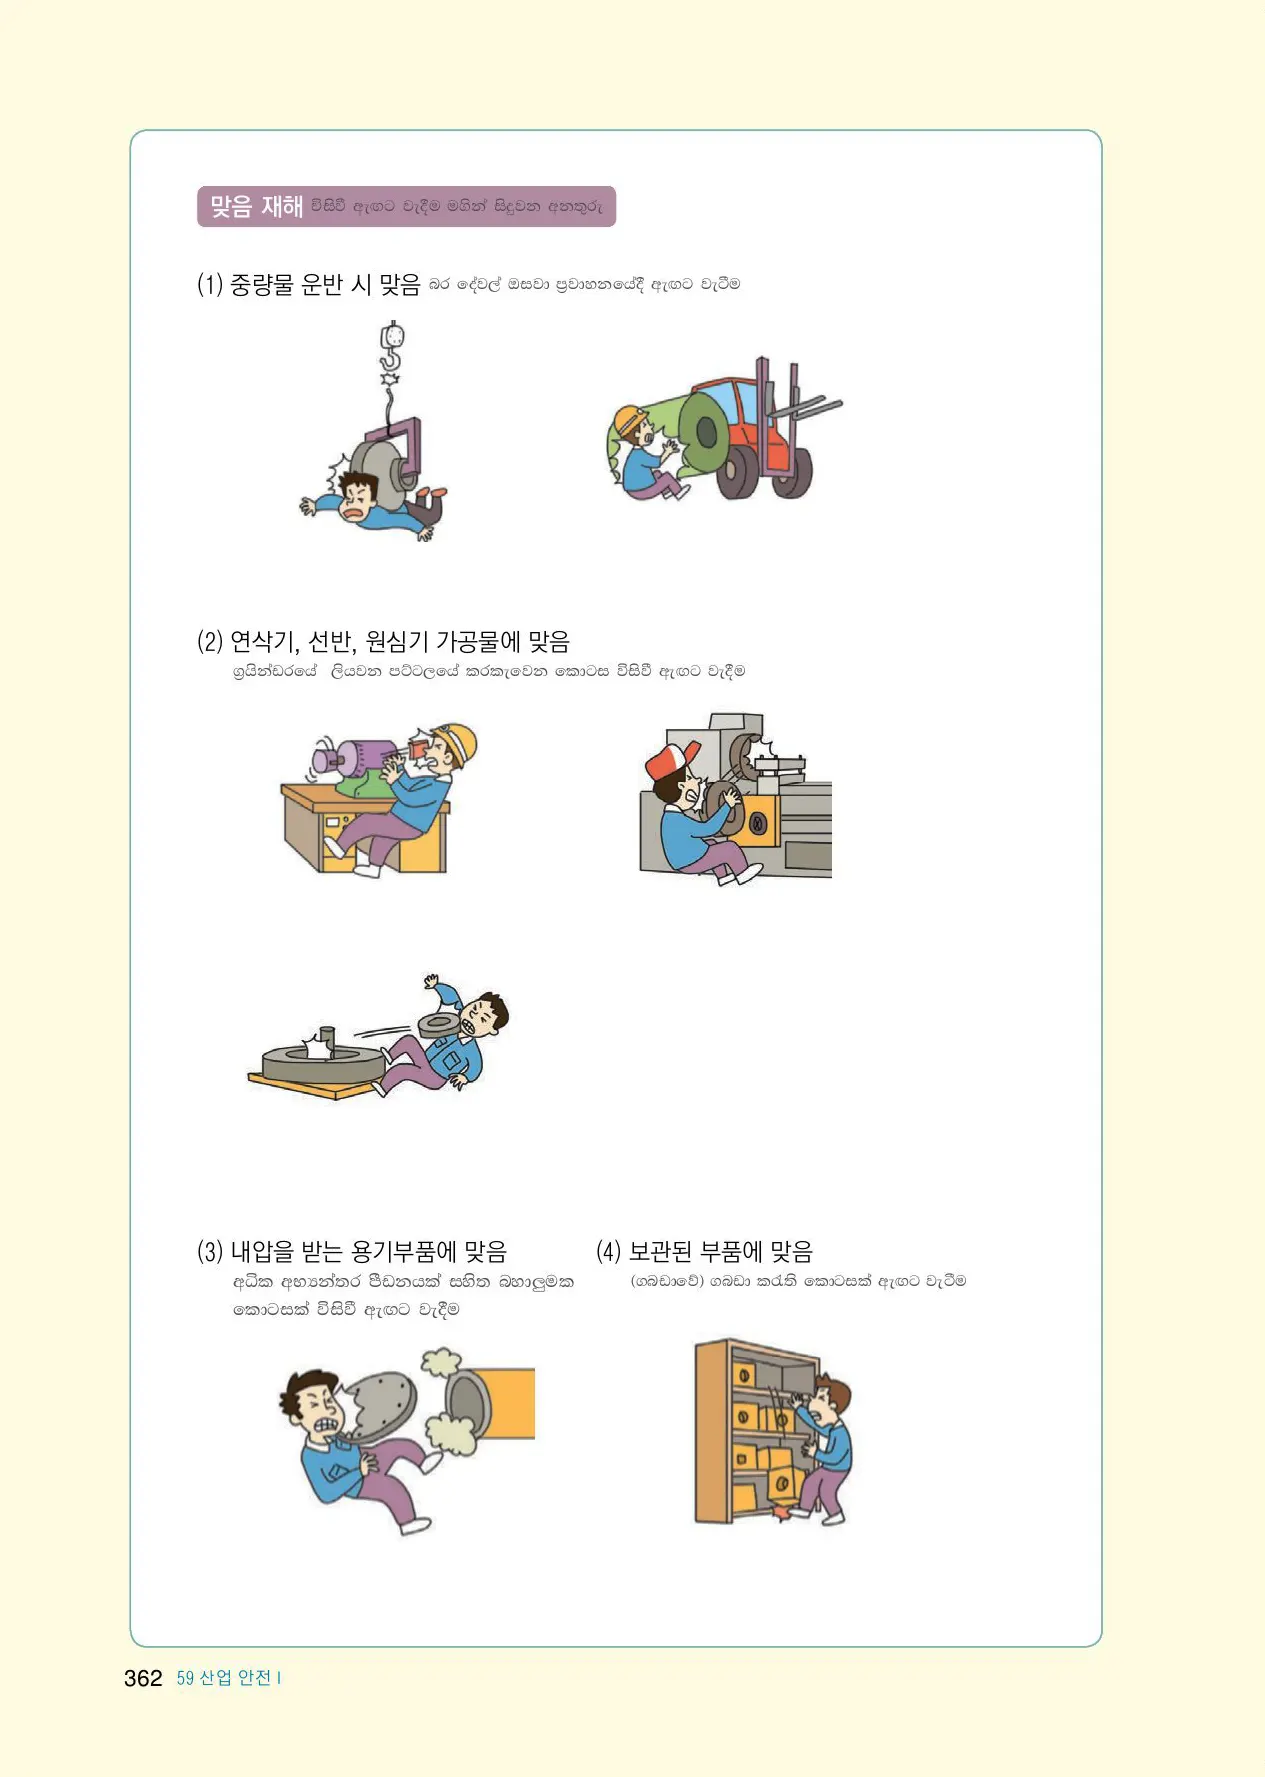 맞음 재해 විසිවී ඇඟට වැදීම මගින් සිදුවන අනතුරු
(1) 중량물 운반 시 맞음 බර දේවල් ඔසවා ප්‍රවාහනයේදී ඇඟට වැටීම
(2) 연삭기, 선반, 원심기 가공물에 맞음
ග්‍රයින්ඩරයේ ලියවන පට්ටලයේ කරකැවෙන කොටස විසිවී ඇඟට වැදීම
(3) 내압을 받는 용기부품에 맞음
අධික අභ්‍යන්තර පීඩනයක් සහිත බහාලුමක
කොටසක් විසිවී ඇඟට වැදීම
(4) 보관된 부품에 맞음
(ගබඩාවේ) ගබඩා කරැති කොටසක් ඇඟට වැටීම
362 59 산업 안전 I